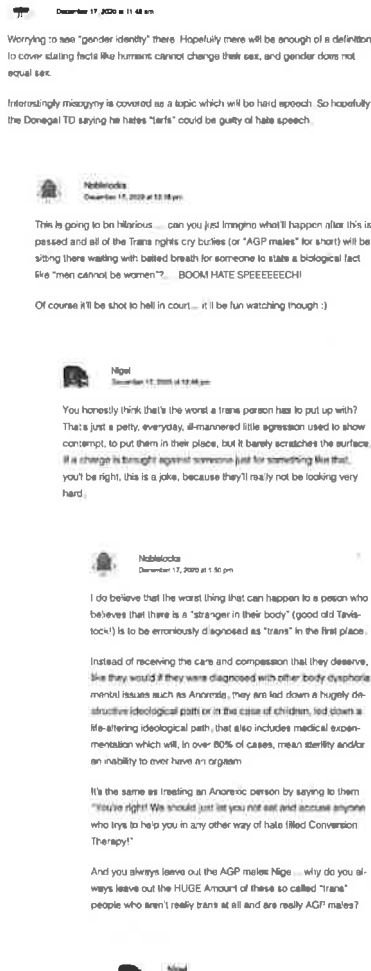 December 17, 2020 at 11:48 am
Worrying to see "gender identity" there. Hopefully there will be enough of a definition
to cover stating facts like humans cannot change their sex, and gender does not
equal sex.
Interestingly misogyny is covered as a topic which will be hard speech. So hopefully
the Donegal TD saying he hates "terfs" could be guilty of hate speech.
Noblelocks
December 17, 2020 at 12:18 pm
This is going to be hilarious.... can you just imagine what'll happen after this is
passed and all of the Trans rights cry bullies (or "AGP males" for short) will be
sitting there waiting with baited breath for someone to state a biological fact
like "men cannot be women"?.... BOOM HATE SPEEEEEECH!
Of course it'll be shot to hell in court... it'll be fun watching though :)
Nigel
December 17, 2020 at 12:46 pm
You honestly think that's the worst a trans person has to put up with?
That's just a petty, everyday, ill-mannered little agression used to show
contempt, to put them in their place, but it barely scratches the surface.
If a charge is brought against someone just for something like that,
you't be right, this is a joke, because they'll really not be looking very
hard.
Noblelocks
December 17, 2020 at 1:50 pm
I do believe that the worst thing that can happen to a peson who
believes that there is a "stranger in their body" (good old Tavis-
tock!) is to be erroniously diagnosed as "trans" in the first place.
Instead of receiving the care and compassion that they deserve,
like they would if they were diagnosed with other body dysphoria
mental issues such as Anorexia, they are led down a hugely de-
structive ideological path or in the case of children, led down a
life-altering ideological path, that also includes medical experi-
mentation which will, in over 80% of cases, mean sterility and/or
an inability to ever have an orgasm
It's the same as treating an Anorexic person by saying to them
"You're right! We should just let you not eat and accuse anyone
who trys to help you in any other way of hate filled Conversion
Therapy!"
And you always leave out the AGP males Nige.... why do you al-
ways leave out the HUGE Amount of these so called "trans"
people who aren't really trans at all and are really AGP males?
Nigel